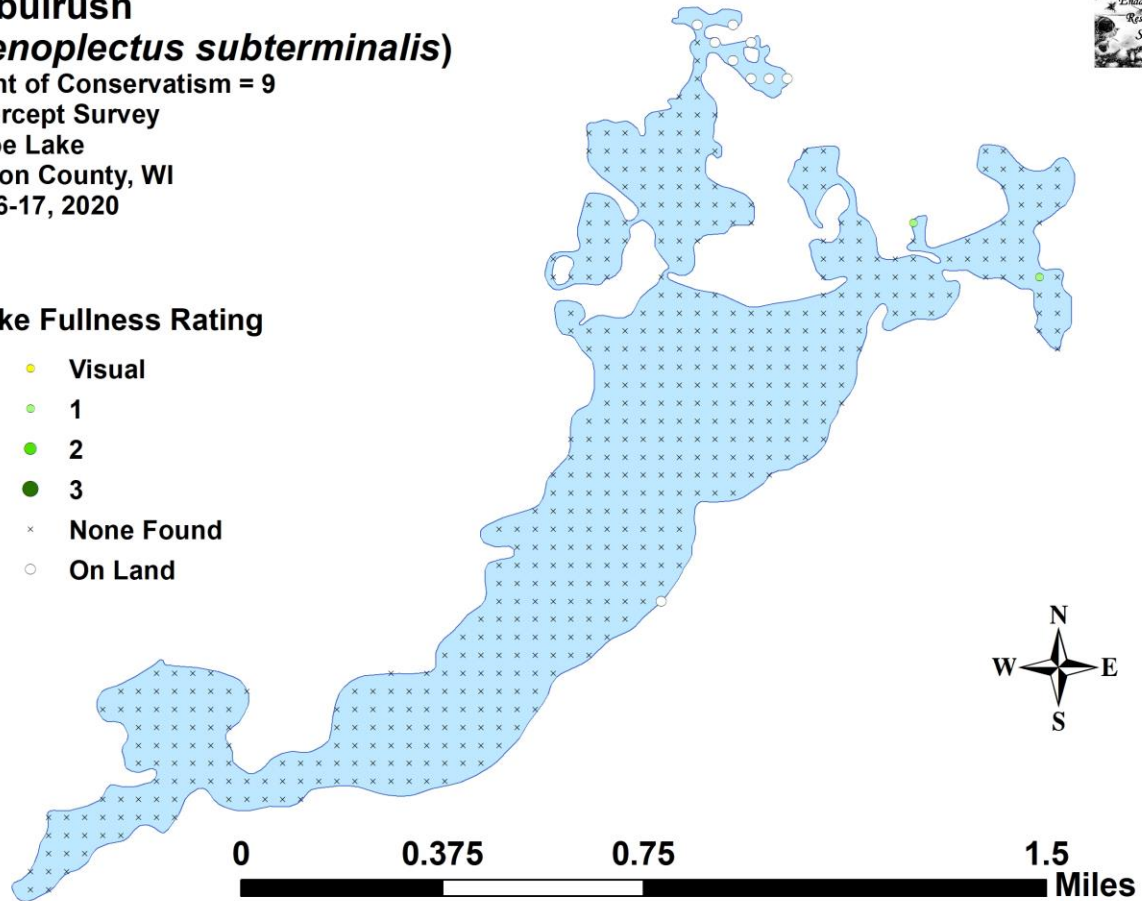 bulrush
enoplectus subterminalis)
nt of Conservatism = 9
rcept Survey
e Lake
on County, WI
6-17, 2020
ke Fullness Rating
Visual
1
2
3
None Found
On Land
N
W E
S
0 0.375 0.75 1.5
Miles